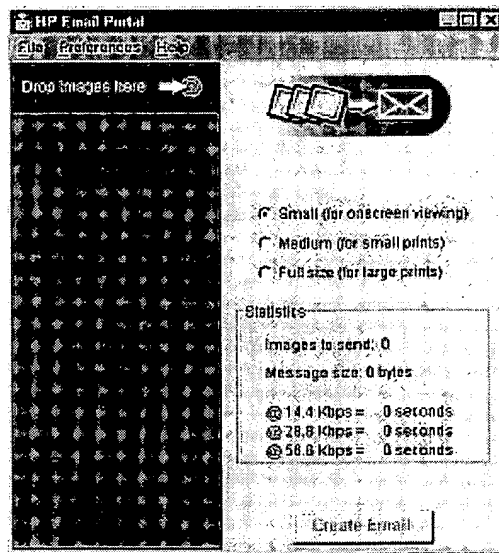 HP Email Portal
File Preferences Help
Drop Images here
Small (for onscreen viewing)
Medium (for small prints)
Full size (for large prints)
Statistics
Images to send: 0
Message size: 0 bytes
@ 14.4 Kbps = 0 seconds
@ 28.8 Kbps = 0 seconds
@ 56.6 Kbps = 0 seconds
Create Email